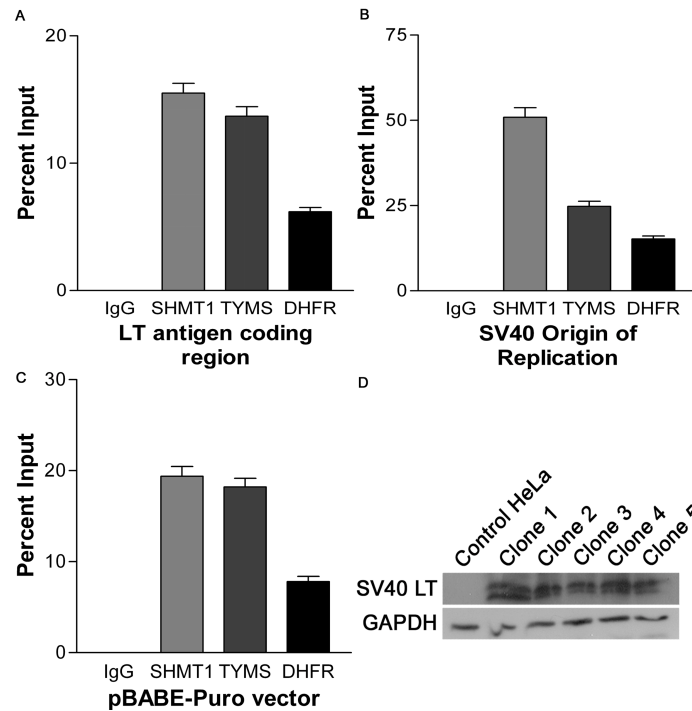 A
20
10
0
Percent Input
IgG SHMT1 TYMS DHFR
LT antigen coding
region
B
75
50
25
0
Percent Input
IgG SHMT1 TYMS DHFR
SV40 Origin of
Replication
C
30
20
10
0
Percent Input
IgG SHMT1 TYMS DHFR
pBABE-Puro vector
D
Control HeLa
Clone 1
Clone 2
Clone 3
Clone 4
Clone 5
SV40 LT
GAPDH